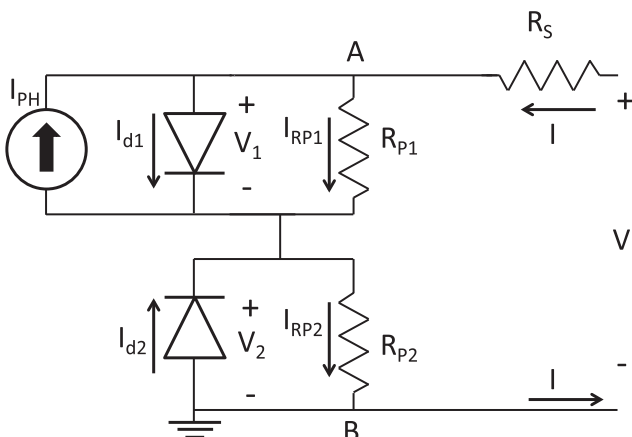 R_S
A
I_PH
+
+
I_d1
V_1
I_RP1
R_P1
I
-
V
+
I_d2
V_2
I_RP2
R_P2
-
-
I
B